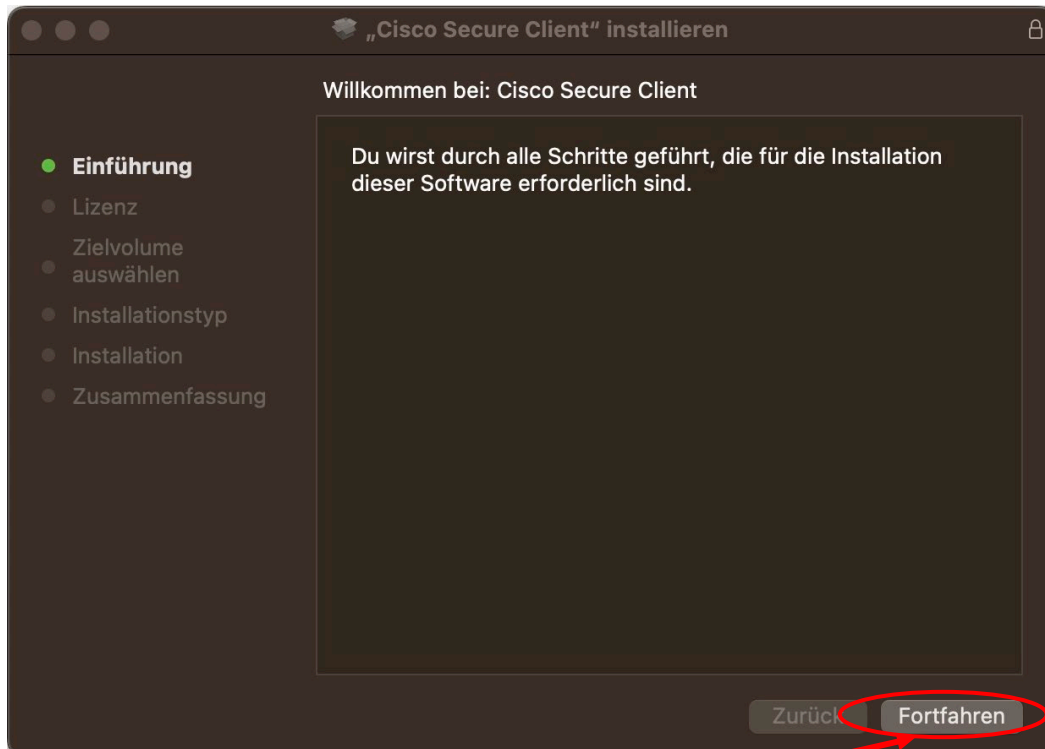 „Cisco Secure Client“ installieren
Willkommen bei: Cisco Secure Client
Einführung
Lizenz
Zielvolume
auswählen
Installationstyp
Installation
Zusammenfassung
Du wirst durch alle Schritte geführt, die für die Installation
dieser Software erforderlich sind.
Zurück
Fortfahren